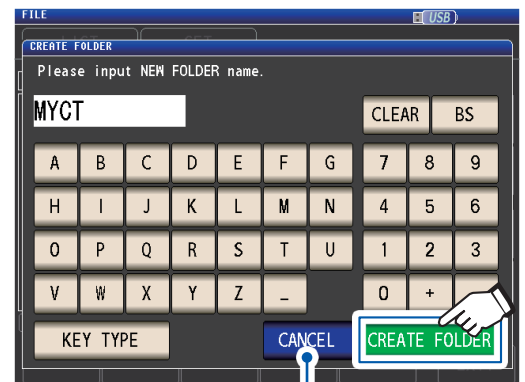 FILE
USB
CREATE FOLDER
Please input NEW FOLDER name.
MYCT
CLEAR BS
A B C D E F G 7 8 9
H I J K L M N 4 5 6
O P Q R S T U 1 2 3
V W X Y Z _ 0 +
KEY TYPE CANCEL CREATE FOLDER